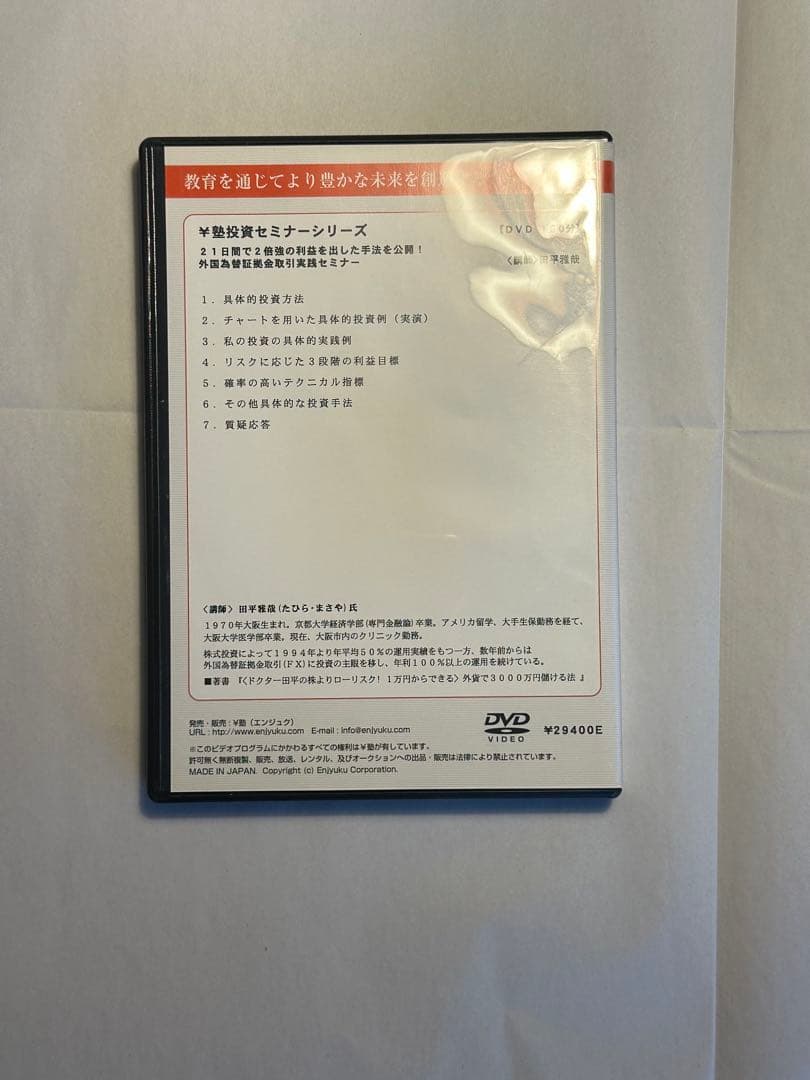 教育を通じてより豊かな未来を創
¥塾投資セミナーシリーズ
【DVD 分】
21日間で2倍強の利益を出した手法を公開!
外国為替証拠金取引実践セミナー
〈講師〉田平雅哉
1. 具体的投資方法
2. チャートを用いた具体的投資例(実演)
3. 私の投資の具体的実践例
4. リスクに応じた3段階の利益目標
5. 確率の高いテクニカル指標
6. その他具体的な投資手法
7. 質疑応答
〈講師〉田平雅哉(たひら・まさや)氏
1970年大阪生まれ。京都大学経済学部(専門金融論)卒業。アメリカ留学、大手生保勤務を経て、
大阪大学医学部卒業。現在、大阪市内のクリニック勤務。
株式投資によって1994年より年平均50%の運用実績をもつ一方、数年前からは
外国為替証拠金取引(FX)に投資の主眼を移し、年利100%以上の運用を続けている。
■著書 『〈ドクター田平の株よりローリスク! 1万円からできる〉外貨で3000万円儲ける法 』
発売・販売:¥塾(エンジュク)
URL : http://www.enjyuku.com E-mail : info@enjyuku.com
DVD
VIDEO
¥29400E
※このビデオプログラムにかかわるすべての権利は¥塾が有しています。
許可無く無断複製、販売、放送、レンタル、及びオークションへの出品・販売は法律により禁止されています。
MADE IN JAPAN. Copyright (c) Enjyuku Corporation.